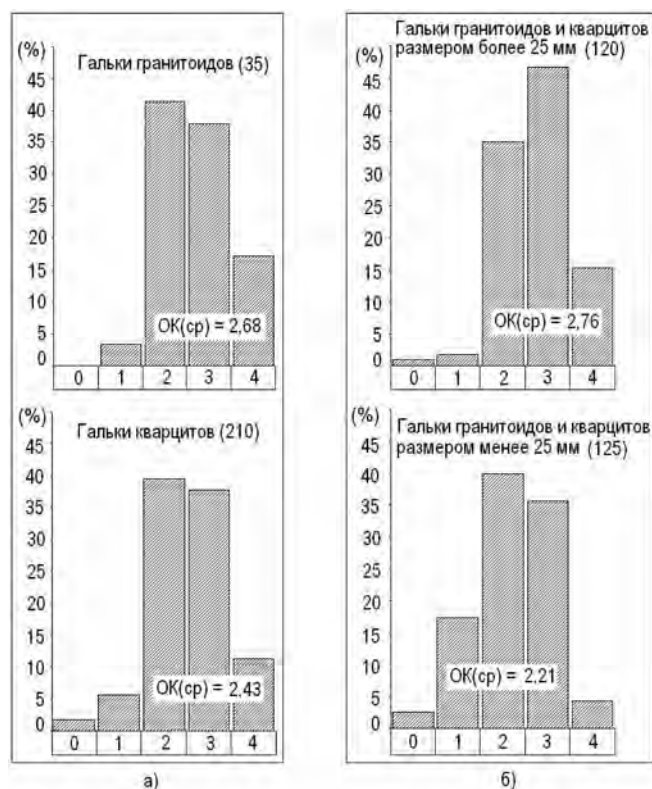 (%)
Гальки гранитоидов (35)
45
40
35
30
25
20
15
10
5
0
ОК(ср) = 2,68
0 1 2 3 4
(%)
Гальки кварцитов (210)
45
40
35
30
25
20
15
10
5
0
ОК(ср) = 2,43
0 1 2 3 4
а)
Гальки гранитоидов и кварцитов
размером более 25 мм (120)
(%)
45
40
35
30
25
20
15
10
5
0
ОК(ср) = 2,76
0 1 2 3 4
(%)
Гальки гранитоидов и кварцитов
размером менее 25 мм (125)
45
40
35
30
25
20
15
10
5
0
ОК(ср) = 2,21
0 1 2 3 4
б)